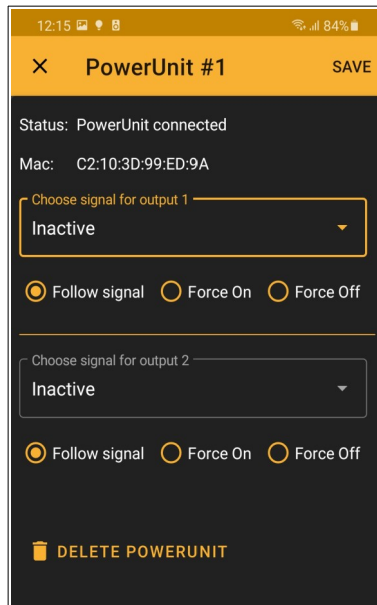 12:15 84%
PowerUnit #1 SAVE
Status: PowerUnit connected
Mac: C2:10:3D:99:ED:9A
Choose signal for output 1
Inactive
Follow signal Force On Force Off
Choose signal for output 2
Inactive
Follow signal Force On Force Off
DELETE POWERUNIT